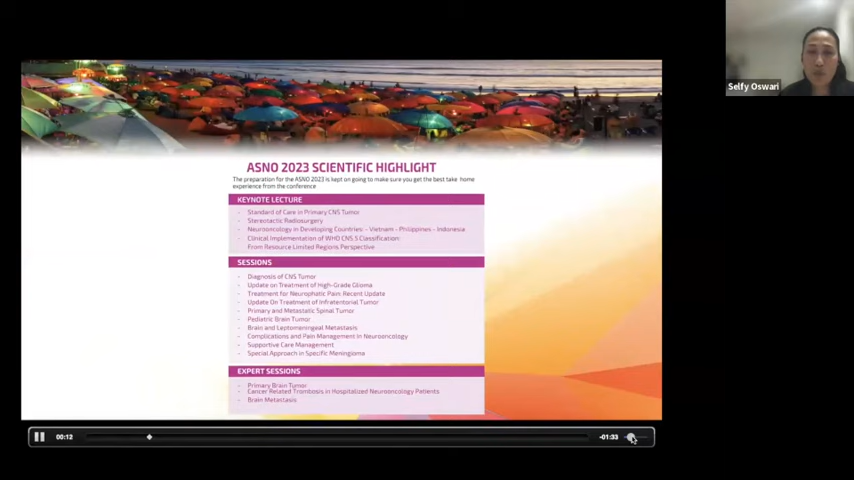 Selfy Oswari
ASNO 2023 SCIENTIFIC HIGHLIGHT
The preparation for the ASNO 2023 is kept on going to make sure you get the best take home
experience from the conference
KEYNOTE LECTURE
- Standard of Care in Primary CNS Tumor
- Stereotactic Radiosurgery
- Neurooncology in Developing Countries: - Vietnam - Philippines - Indonesia
- Clinical Implementation of WHO CNS 5 Classification:
From Resource Limited Regions Perspective
SESSIONS
- Diagnosis of CNS Tumor
- Update on Treatment of High-Grade Glioma
- Treatment for Neurophatic Pain: Recent Update
- Update On Treatment of Infratentorial Tumor
- Primary and Metastatic Spinal Tumor
- Pediatric Brain Tumor
- Brain and Leptomeningeal Metastasis
- Complications and Pain Management in Neurooncology
- Supportive Care Management
- Special Approach in Specific Meningioma
EXPERT SESSIONS
- Primary Brain Tumor
- Cancer Related Trombosis in Hospitalized Neurooncology Patients
- Brain Metastasis
00:12
-01:33